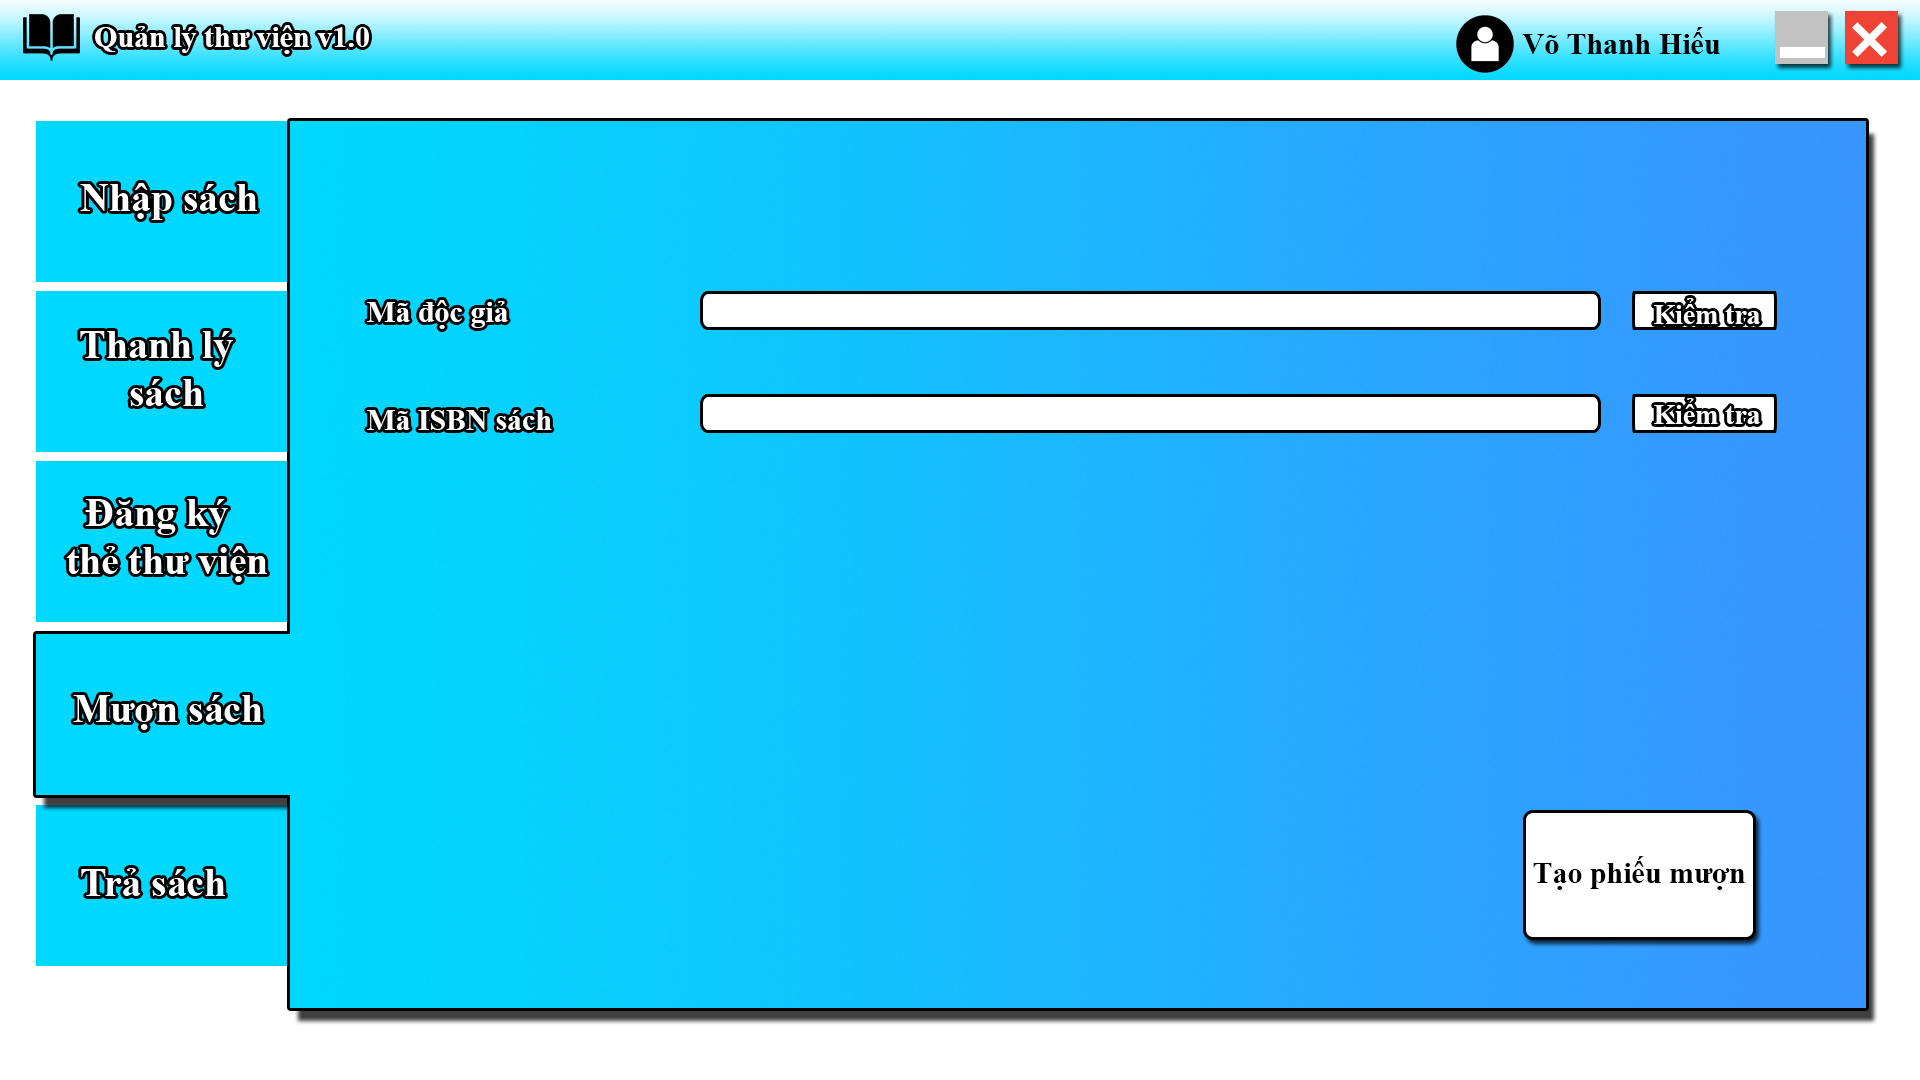 Quản lý thư viện v1.0
Võ Thanh Hiếu
Nhập sách
Thanh lý
sách
Đăng ký
thẻ thư viện
Mượn sách
Trả sách
Mã độc giả
Kiểm tra
Mã ISBN sách
Kiểm tra
Tạo phiếu mượn